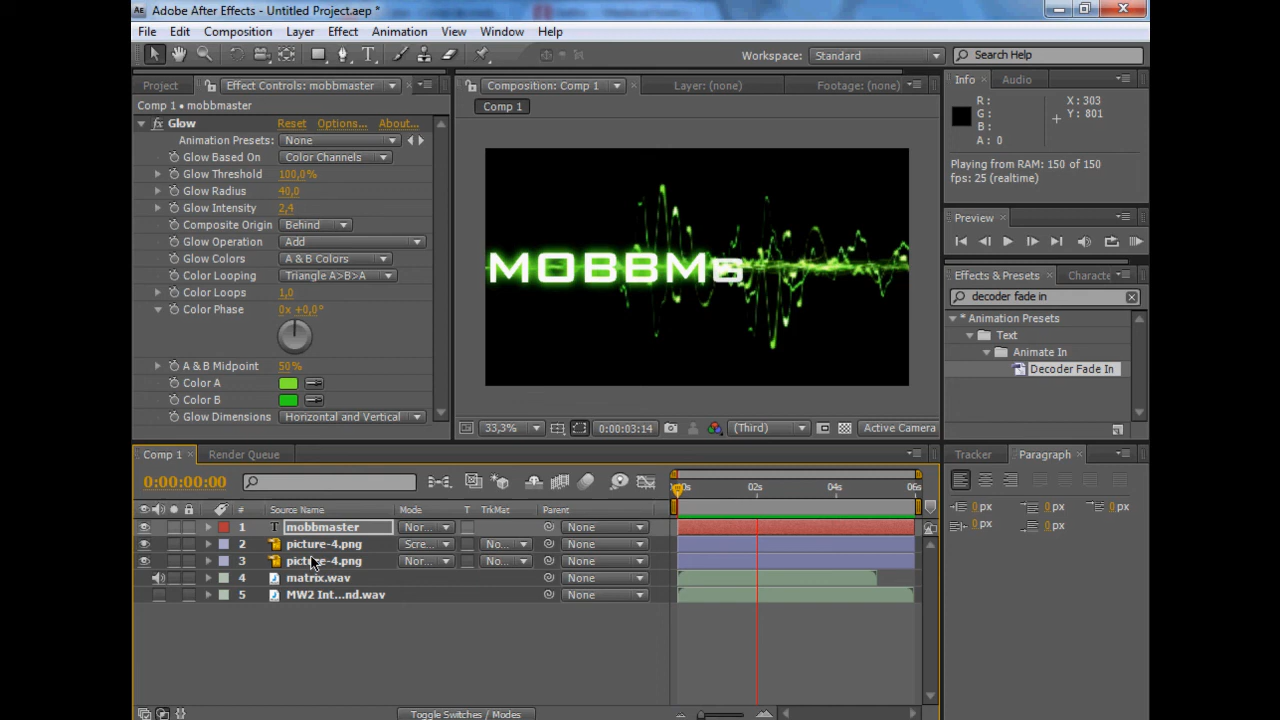 Adobe After Effects - Untitled Project.aep *
File Edit Composition Layer Effect Animation View Window Help
Workspace: Standard Search Help
Project Effect Controls: mobbmaster
Comp 1 • mobbmaster
fx Glow Reset Options... About...
Animation Presets: None
Glow Based On Color Channels
Glow Threshold 100,0%
Glow Radius 40,0
Glow Intensity 2,4
Composite Origin Behind
Glow Operation Add
Glow Colors A & B Colors
Color Looping Triangle A>B>A
Color Loops 1,0
Color Phase 0x +0,0°
A & B Midpoint 50%
Color A
Color B
Glow Dimensions Horizontal and Vertical
Composition: Comp 1 Layer: (none) Footage: (none)
Comp 1
MOBBM
33,3% 0:00:03:14 (Third) Active Camera
Info Audio
R: X: 303
G: Y: 801
B:
A: 0
Playing from RAM: 150 of 150
fps: 25 (realtime)
Preview
Effects & Presets Characte
decoder fade in
* Animation Presets
Text
Animate In
Decoder Fade In
Comp 1 Render Queue
0:00:00:00
# Source Name Mode T TrkMat Parent
1 T mobbmaster Nor... None
2 picture-4.png Scre... No... None
3 picture-4.png Nor... No... None
4 matrix.wav None
5 MW2 Int...nd.wav None
02s 04s 06s
Toggle Switches / Modes
Tracker Paragraph
0 px 0 px
0 px 0 px
0 px